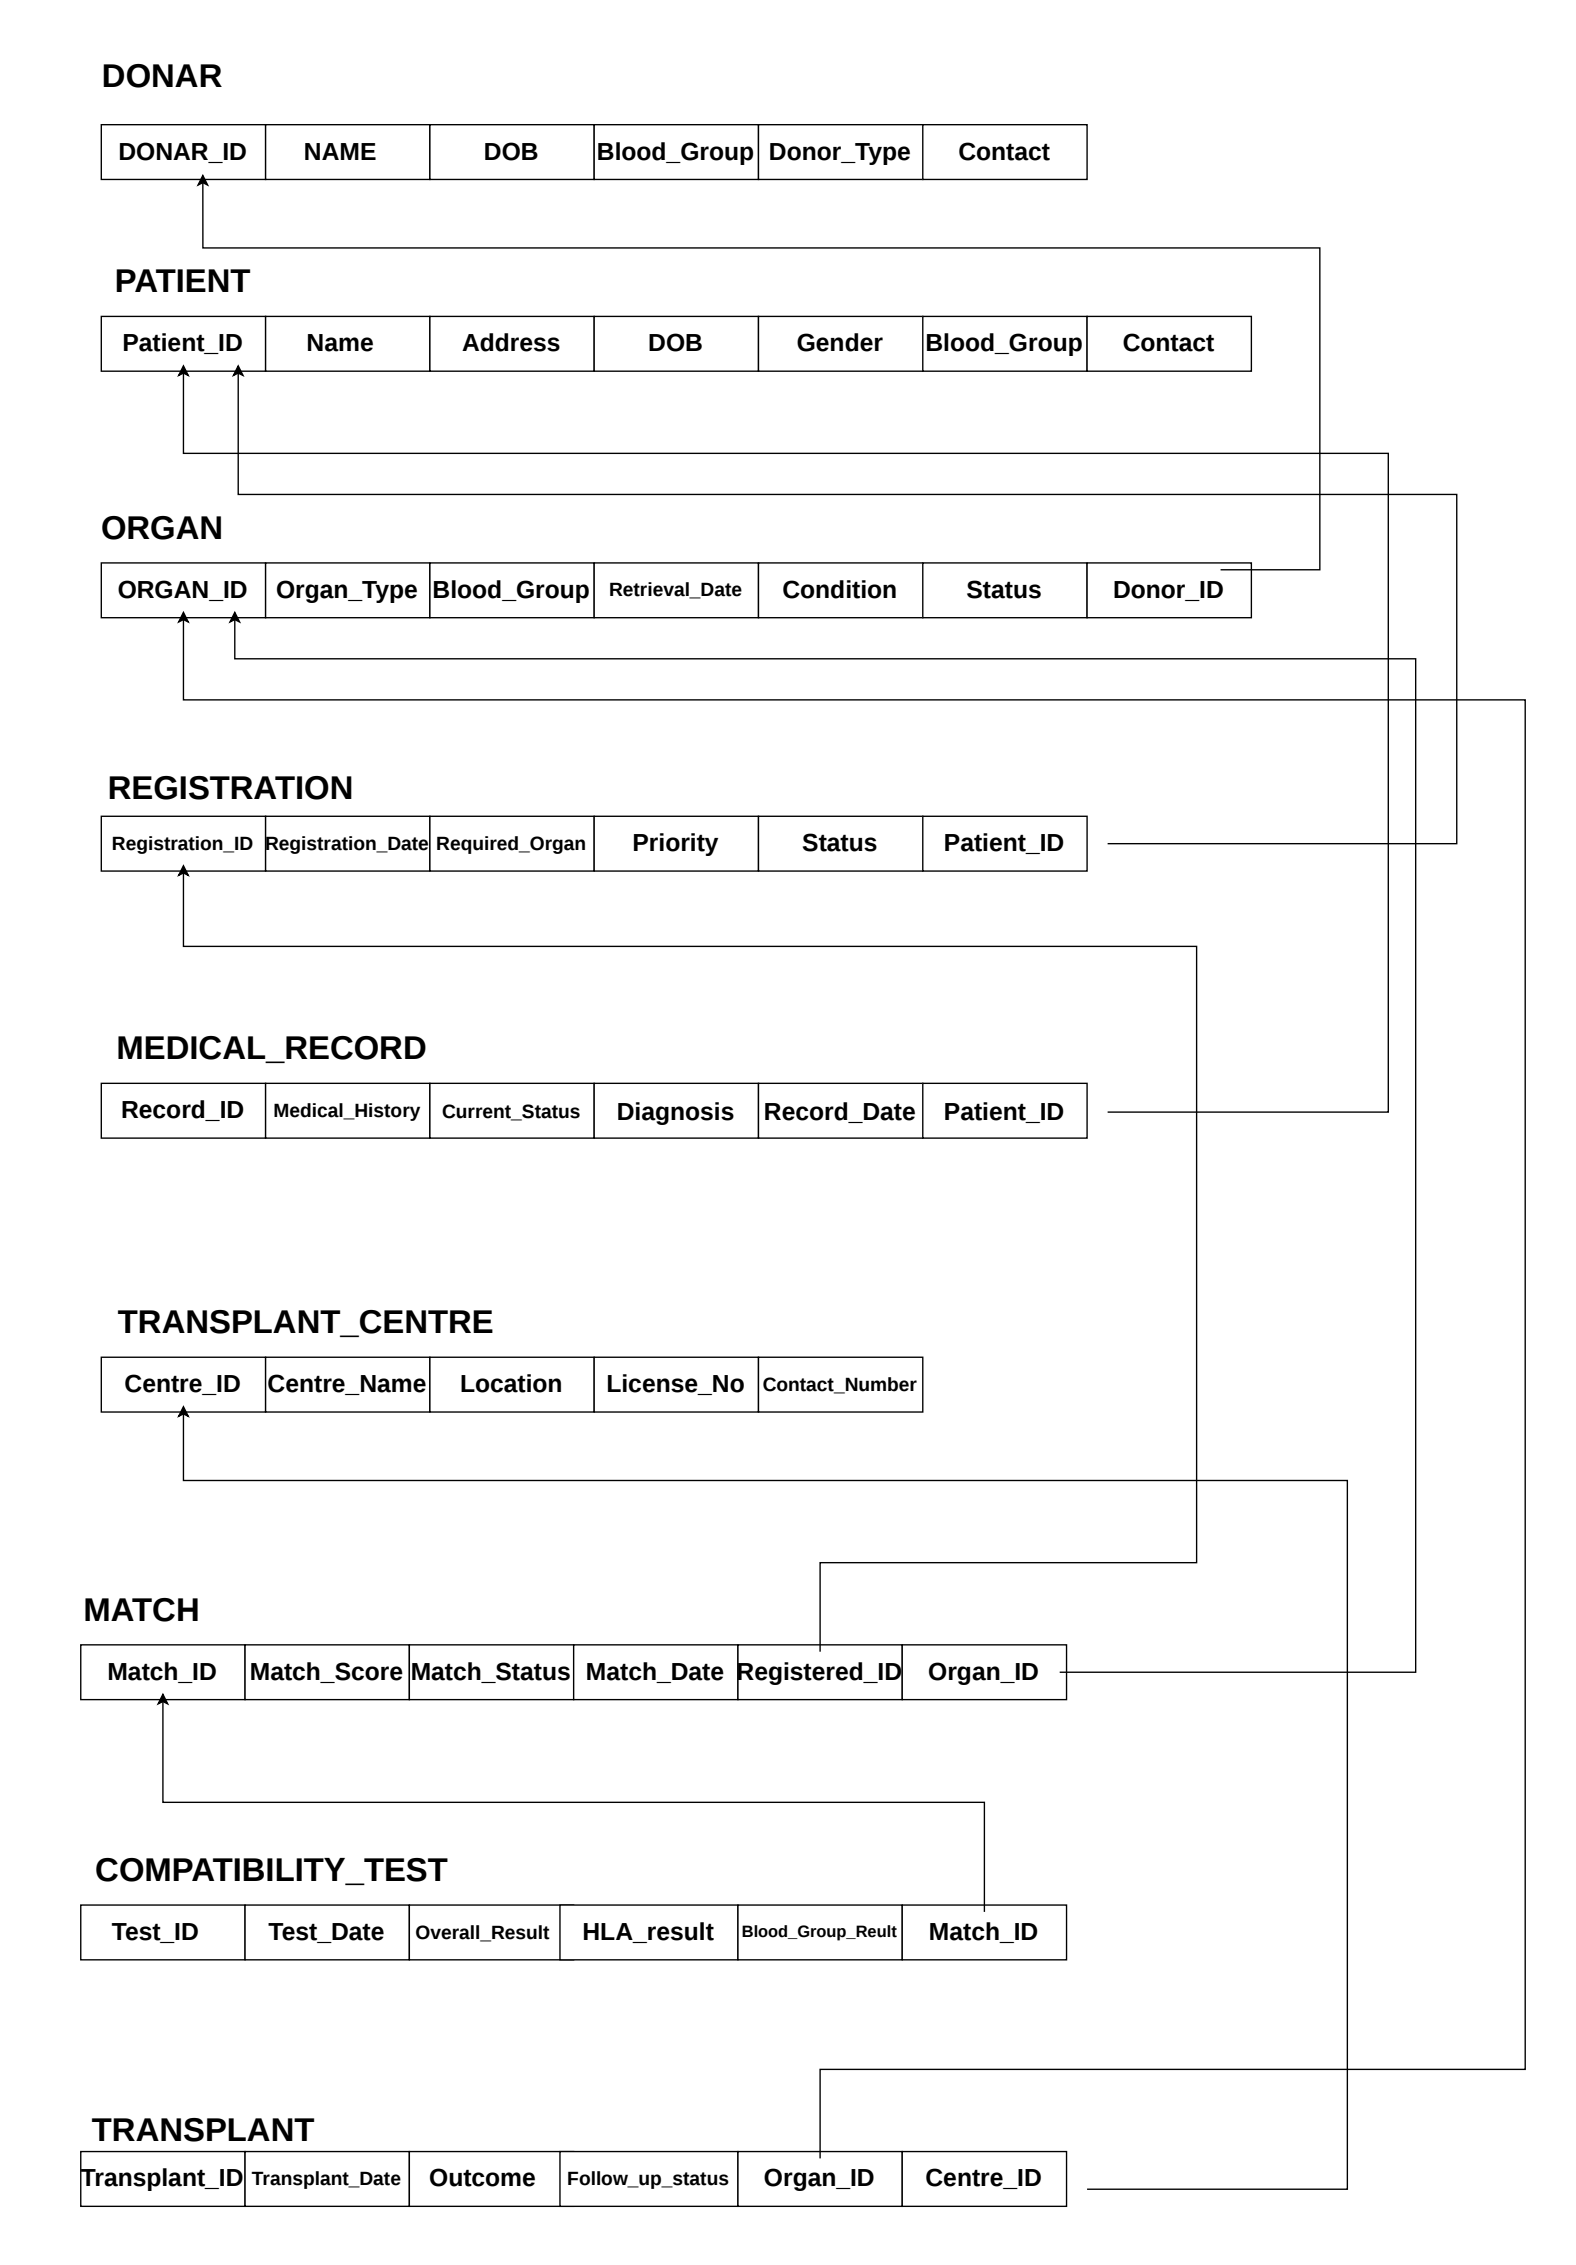 DONAR
DONAR_ID NAME DOB Blood_Group Donor_Type Contact
PATIENT
Patient_ID Name Address DOB Gender Blood_Group Contact
ORGAN
ORGAN_ID Organ_Type Blood_Group Retrieval_Date Condition Status Donor_ID
REGISTRATION
Registration_ID Registration_Date Required_Organ Priority Status Patient_ID
MEDICAL_RECORD
Record_ID Medical_History Current_Status Diagnosis Record_Date Patient_ID
TRANSPLANT_CENTRE
Centre_ID Centre_Name Location License_No Contact_Number
MATCH
Match_ID Match_Score Match_Status Match_Date Registered_ID Organ_ID
COMPATIBILITY_TEST
Test_ID Test_Date Overall_Result HLA_result Blood_Group_Reult Match_ID
TRANSPLANT
Transplant_ID Transplant_Date Outcome Follow_up_status Organ_ID Centre_ID